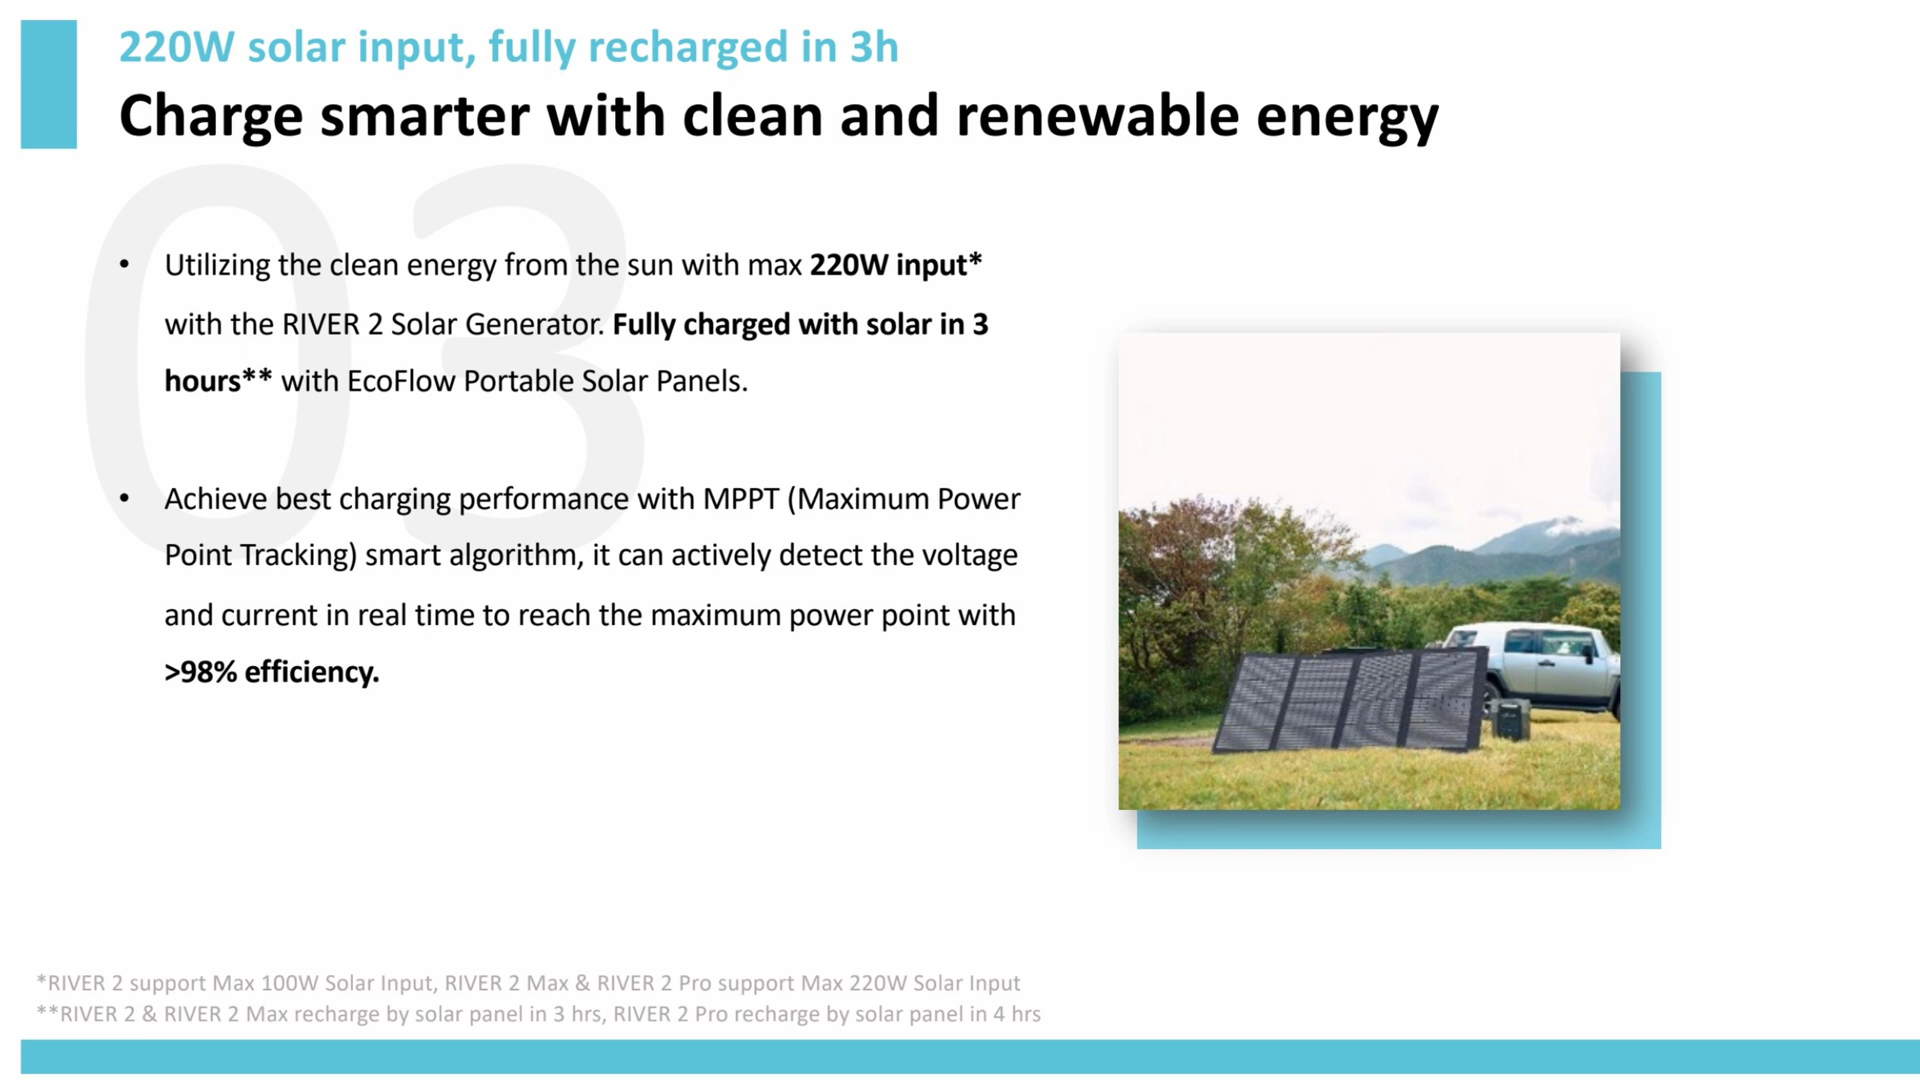 220W solar input, fully recharged in 3h
Charge smarter with clean and renewable energy
03
• Utilizing the clean energy from the sun with max 220W input*
with the RIVER 2 Solar Generator. Fully charged with solar in 3
hours** with EcoFlow Portable Solar Panels.
• Achieve best charging performance with MPPT (Maximum Power
Point Tracking) smart algorithm, it can actively detect the voltage
and current in real time to reach the maximum power point with
>98% efficiency.
*RIVER 2 support Max 100W Solar Input, RIVER 2 Max & RIVER 2 Pro support Max 220W Solar Input
**RIVER 2 & RIVER 2 Max recharge by solar panel in 3 hrs, RIVER 2 Pro recharge by solar panel in 4 hrs